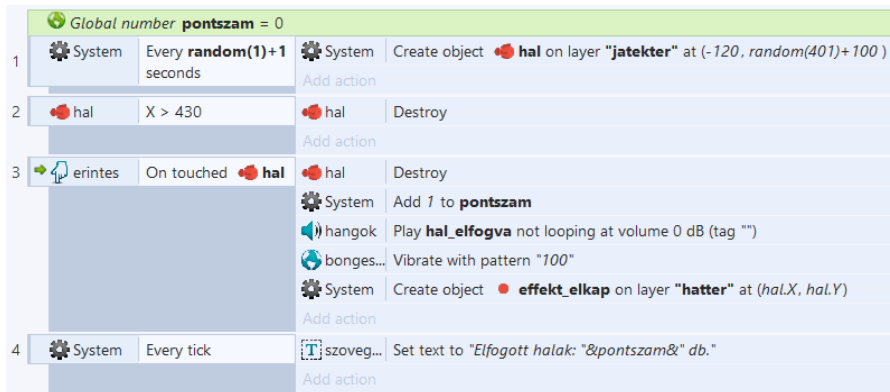 Global number pontszam = 0
1 System Every random(1)+1 seconds System Create object hal on layer "jatekter" at (-120, random(401)+100 )
Add action
2 hal X > 430 hal Destroy
Add action
3 erintes On touched hal hal Destroy
System Add 1 to pontszam
hangok Play hal_elfogva not looping at volume 0 dB (tag "")
bonges... Vibrate with pattern "100"
System Create object effekt_elkap on layer "hatter" at (hal.X, hal.Y)
Add action
4 System Every tick T szoveg... Set text to "Elfogott halak: "&pontszam&" db."
Add action